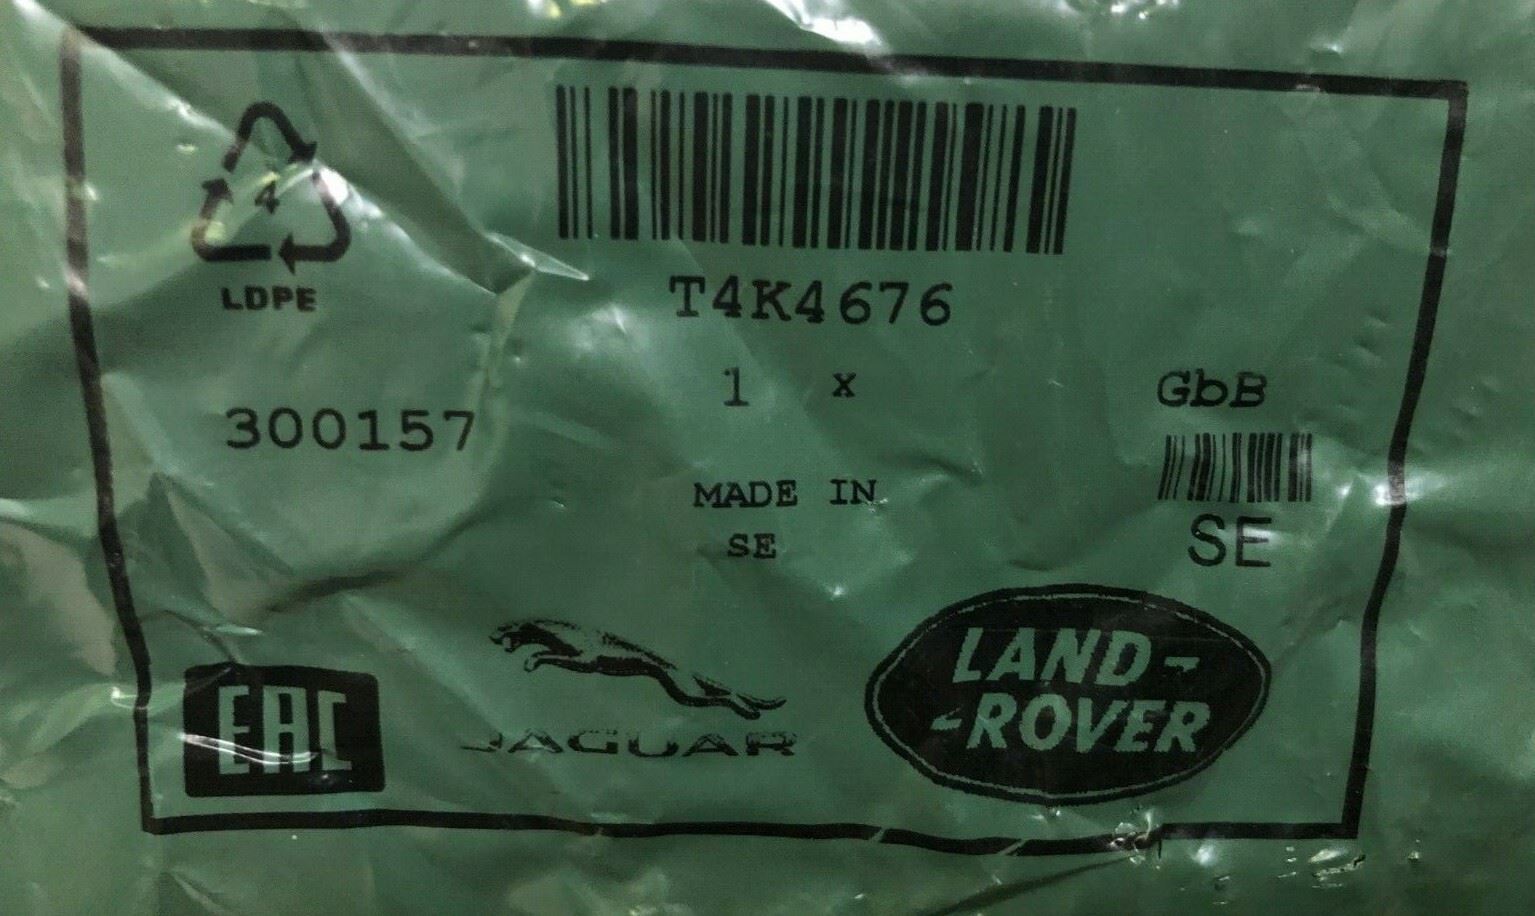 4
LDPE
T4K4676
1 x
GbB
300157
MADE IN
SE
SE
EAC
JAGUAR
LAND-
-ROVER